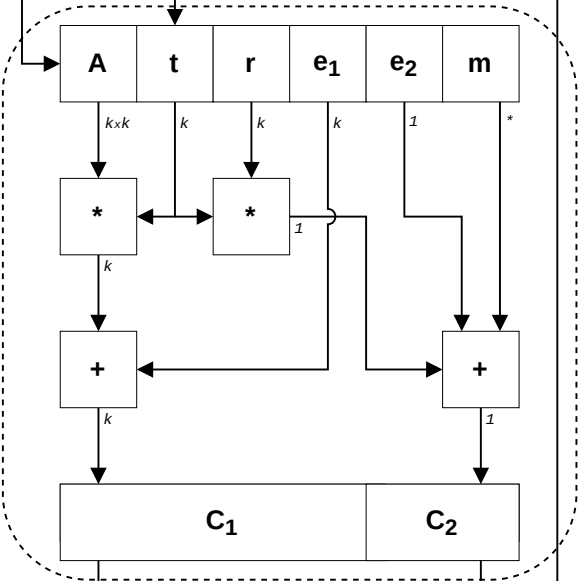 A t r e₁ e₂ m
k×k k k k 1 *
* *
1
k
+ +
k 1
C₁ C₂